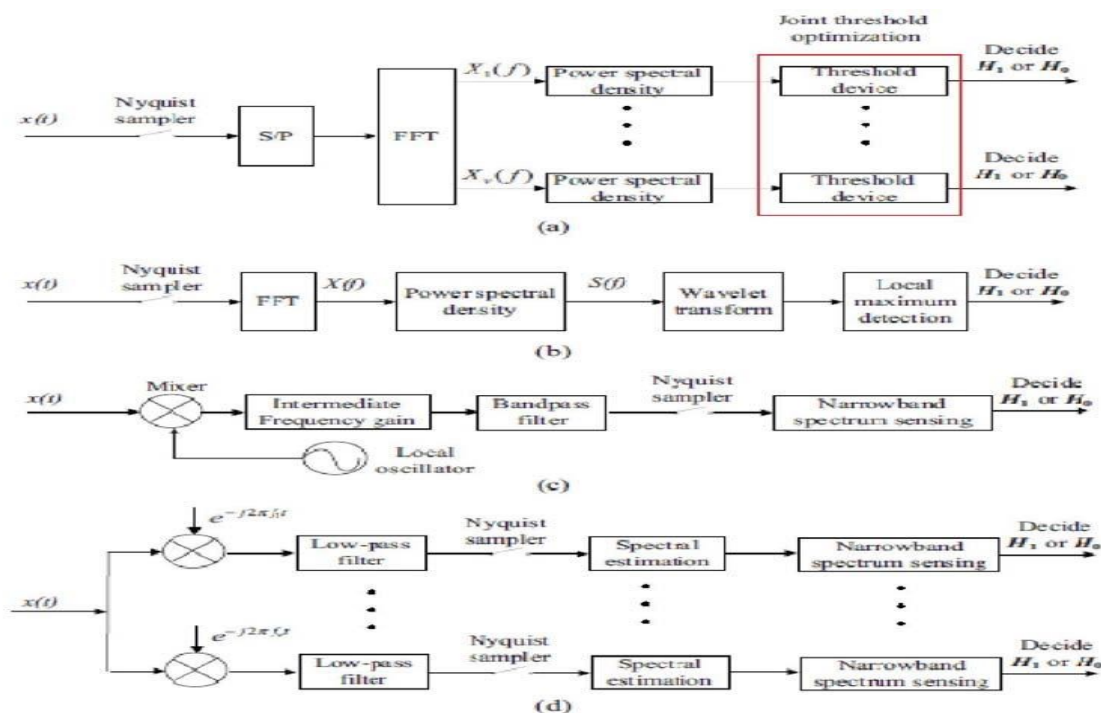 Joint threshold
optimization
x(t)
Nyquist
sampler
S/P
FFT
X₁(f)
Power spectral
density
Threshold
device
Decide
H₁ or H₀
Xᵥ(f)
Power spectral
density
Threshold
device
Decide
H₁ or H₀
(a)
x(t)
Nyquist
sampler
FFT
X(f)
Power spectral
density
S(f)
Wavelet
transform
Local
maximum
detection
Decide
H₁ or H₀
(b)
x(t)
Mixer
Intermediate
Frequency gain
Bandpass
filter
Nyquist
sampler
Narrowband
spectrum sensing
Decide
H₁ or H₀
Local
oscillator
(c)
x(t)
Low-pass
filter
Nyquist
sampler
Spectral
estimation
Narrowband
spectrum sensing
Decide
H₁ or H₀
Low-pass
filter
Nyquist
sampler
Spectral
estimation
Narrowband
spectrum sensing
Decide
H₁ or H₀
(d)